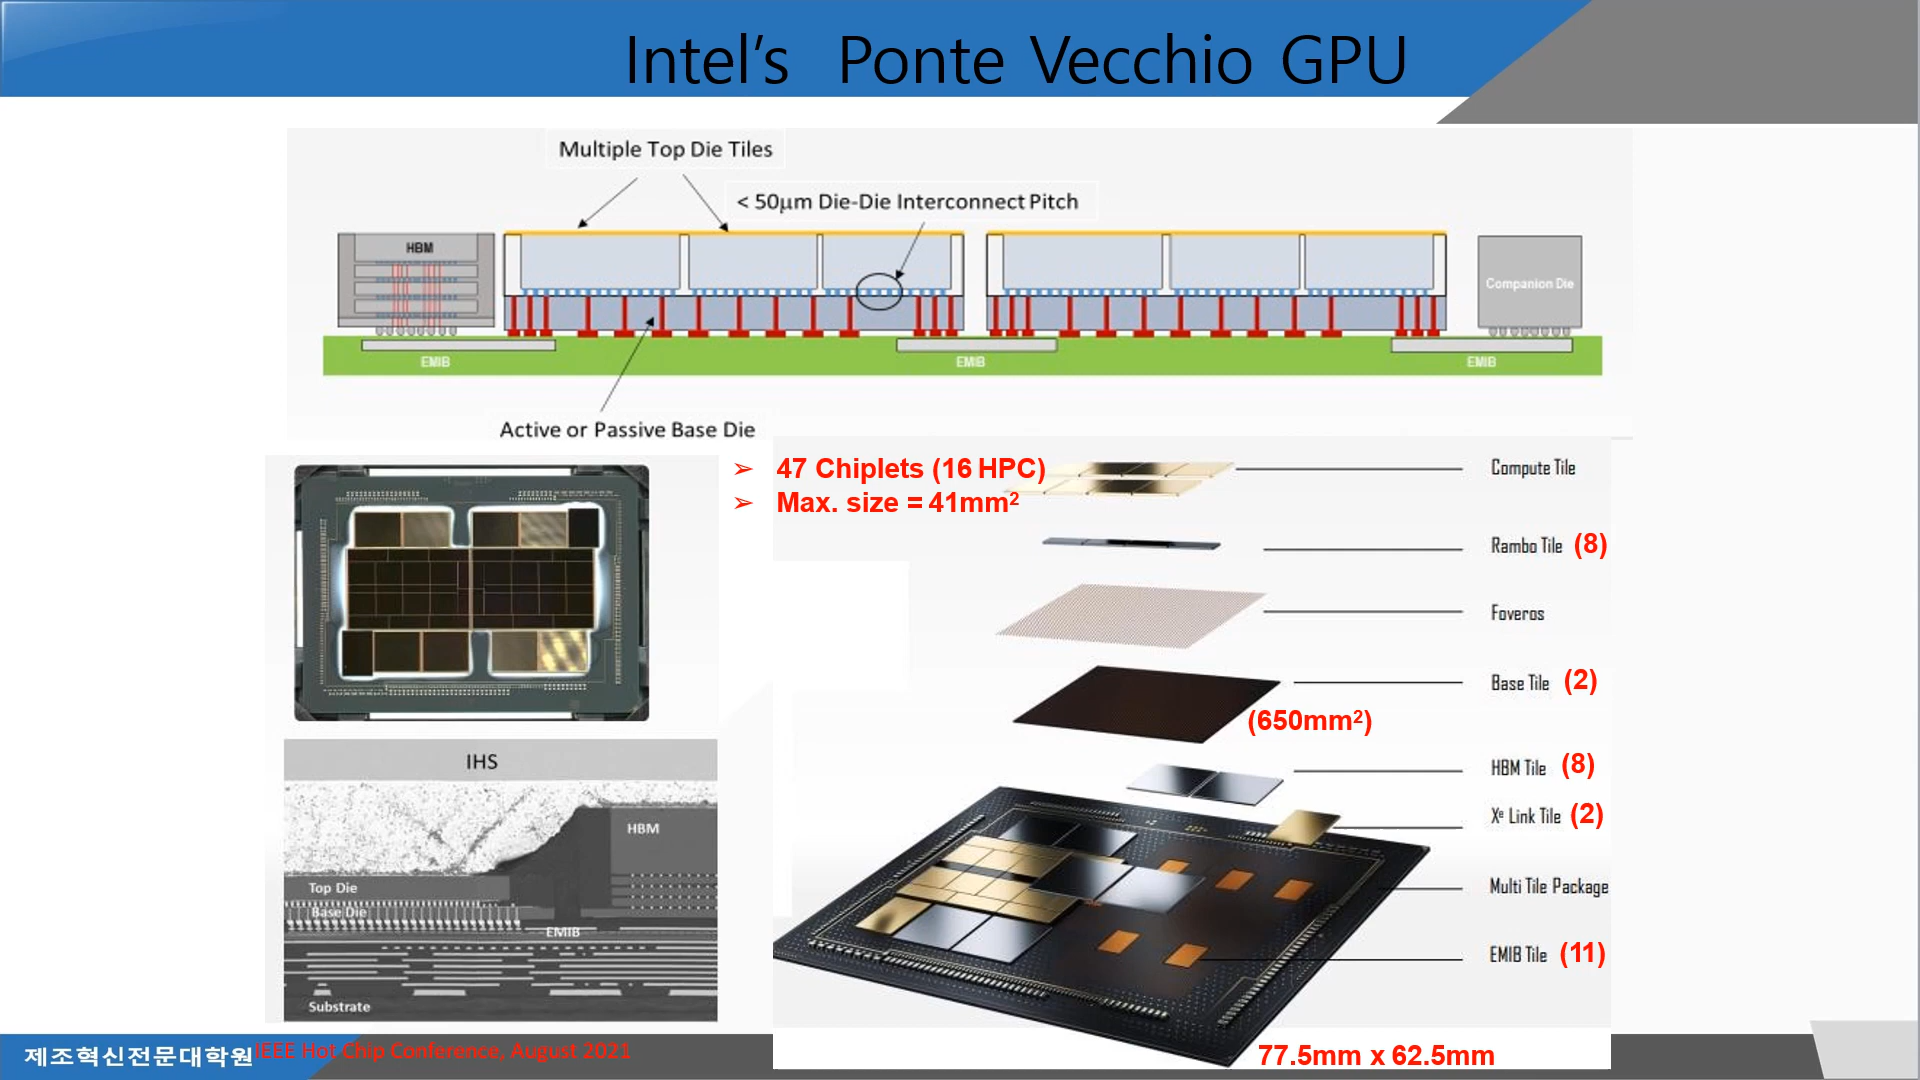 Intel’s Ponte Vecchio GPU
Multiple Top Die Tiles
< 50μm Die-Die Interconnect Pitch
HBM
Companion Die
EMIB
EMIB
EMIB
Active or Passive Base Die
➢ 47 Chiplets (16 HPC)
➢ Max. size = 41mm²
Compute Tile
Rambo Tile (8)
Foveros
Base Tile (2)
(650mm²)
HBM Tile (8)
Xᵉ Link Tile (2)
Multi Tile Package
EMIB Tile (11)
77.5mm x 62.5mm
IHS
HBM
Top Die
Base Die
EMIB
Substrate
제조혁신전문대학원
IEEE Hot Chip Conference, August 2021